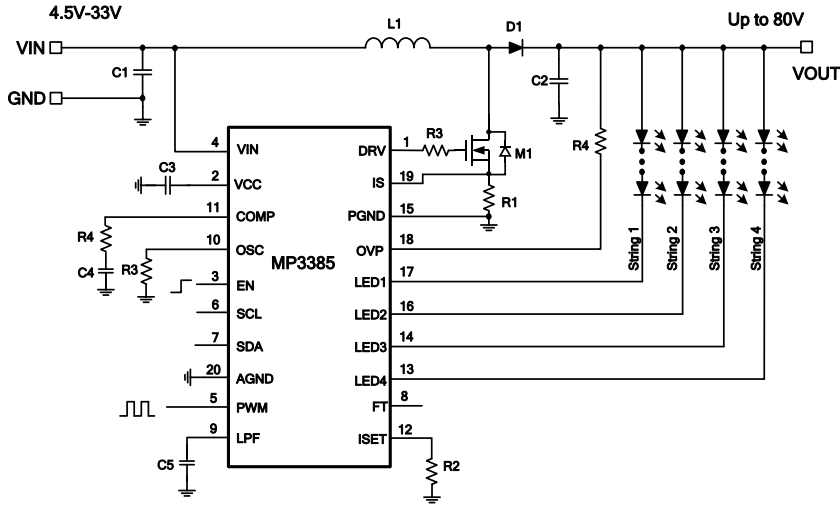 4.5V-33V
L1
D1
Up to 80V
VIN
C1
C2
VOUT
GND
4
VIN
DRV
1
R3
M1
R4
C3
2
VCC
IS
19
R1
11
COMP
PGND
15
R4
10
OSC
OVP
18
C4
R3
MP3385
String 1
String 2
String 3
String 4
3
EN
LED1
17
6
SCL
LED2
16
7
SDA
LED3
14
20
AGND
LED4
13
5
PWM
FT
8
9
LPF
ISET
12
C5
R2